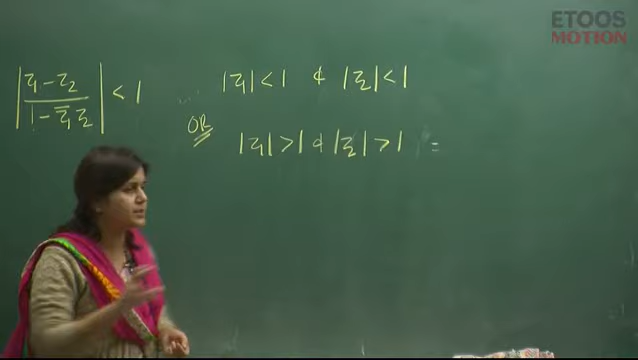 ETOOS
MOTION
|z₁ - z₂ / 1 - z̄₁z₂| < 1
|z₁| < 1 & |z₂| < 1
OR
|z₁| > 1 & |z₂| > 1 =